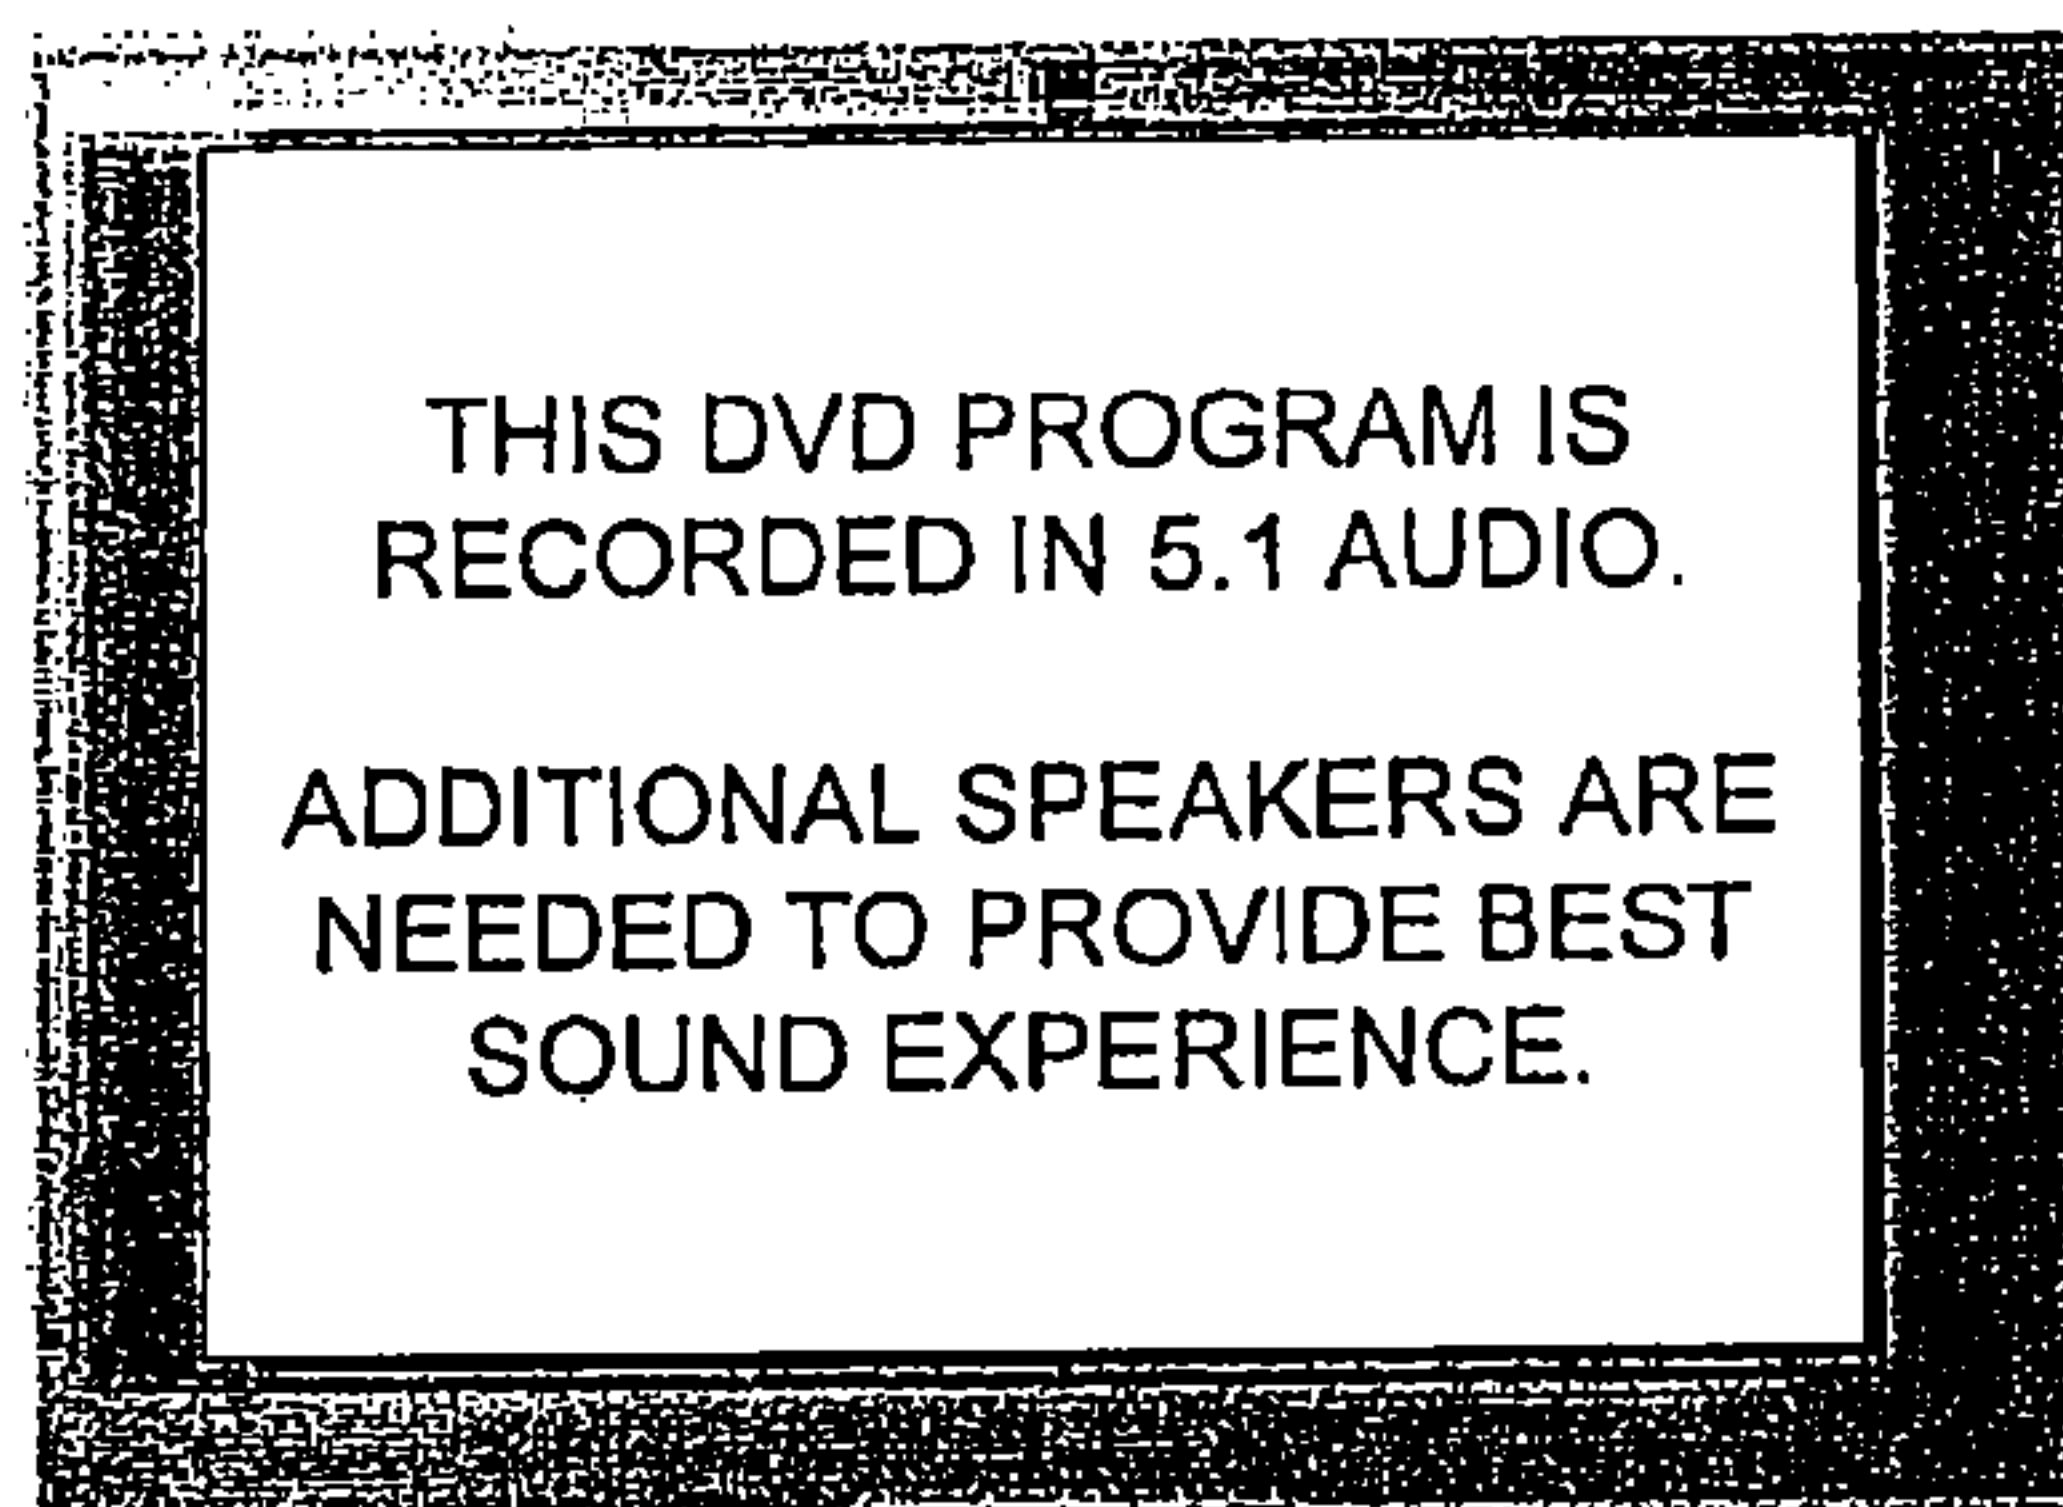 THIS DVD PROGRAM IS
RECORDED IN 5.1 AUDIO.
ADDITIONAL SPEAKERS ARE
NEEDED TO PROVIDE BEST
SOUND EXPERIENCE.